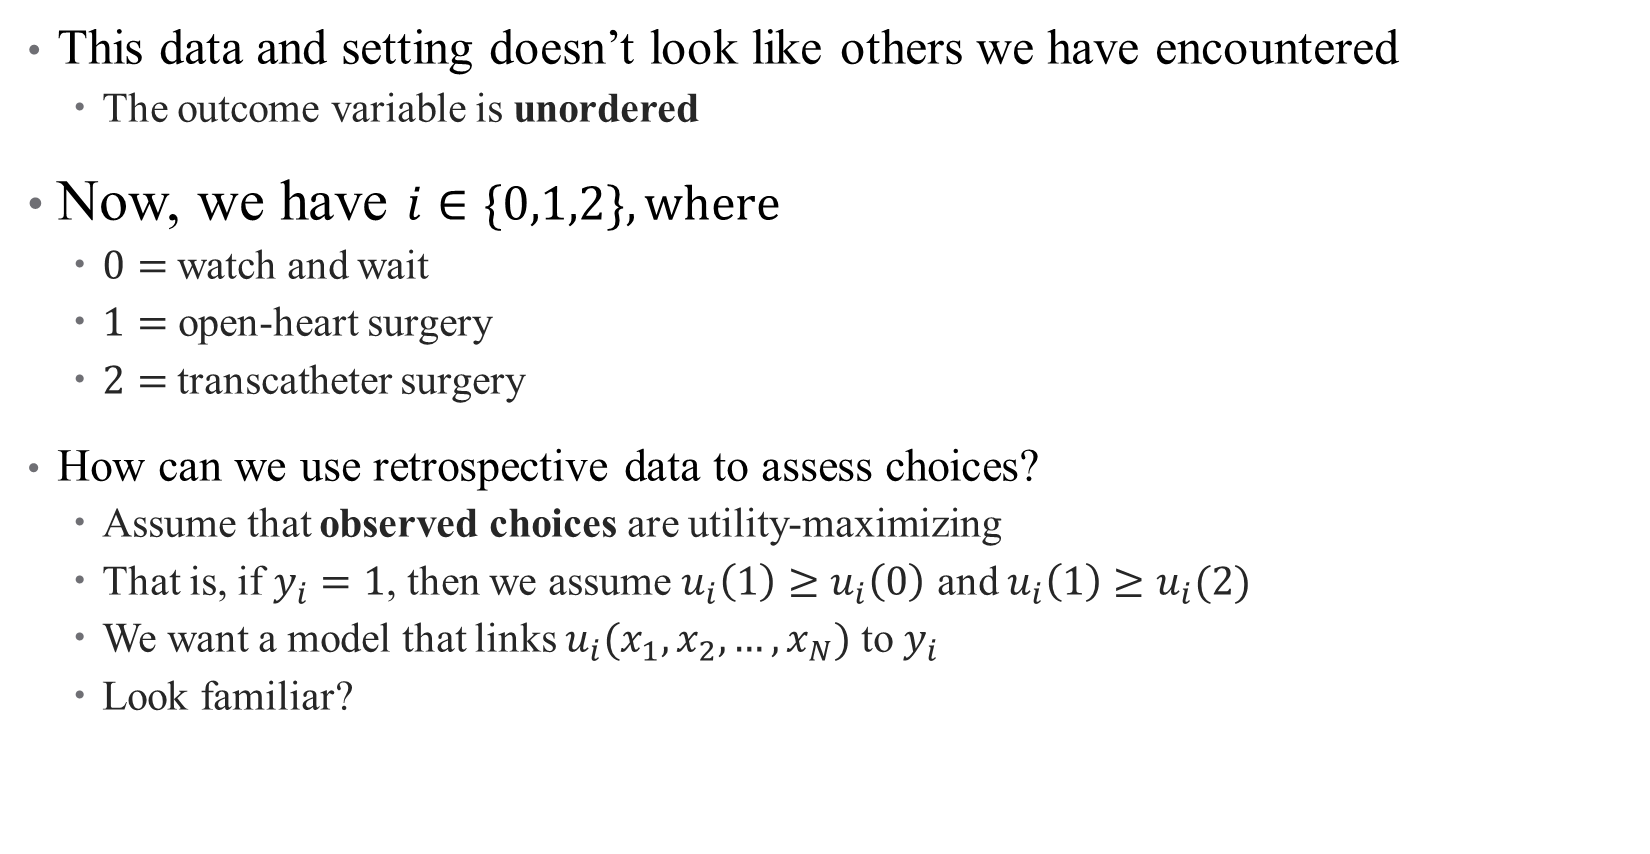 • This data and setting doesn’t look like others we have encountered
• The outcome variable is unordered
• Now, we have i ∈ {0,1,2}, where
• 0 = watch and wait
• 1 = open-heart surgery
• 2 = transcatheter surgery
• How can we use retrospective data to assess choices?
• Assume that observed choices are utility-maximizing
• That is, if yᵢ = 1, then we assume uᵢ(1) ≥ uᵢ(0) and uᵢ(1) ≥ uᵢ(2)
• We want a model that links uᵢ(x₁, x₂, … , x_N) to yᵢ
• Look familiar?